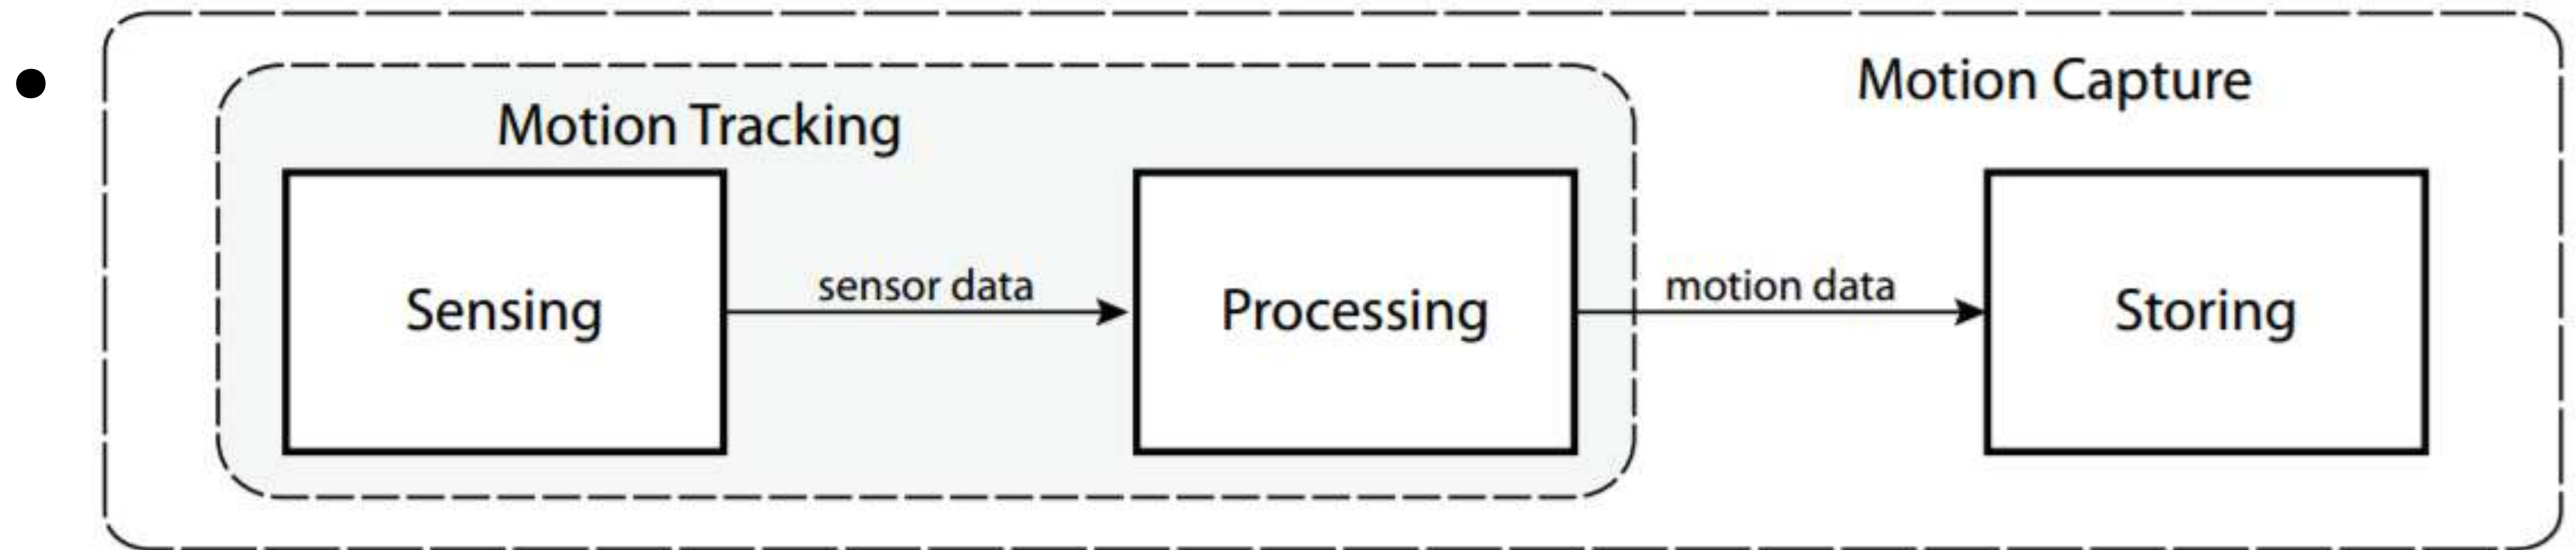 Motion Capture
Motion Tracking
Sensing
sensor data
Processing
motion data
Storing